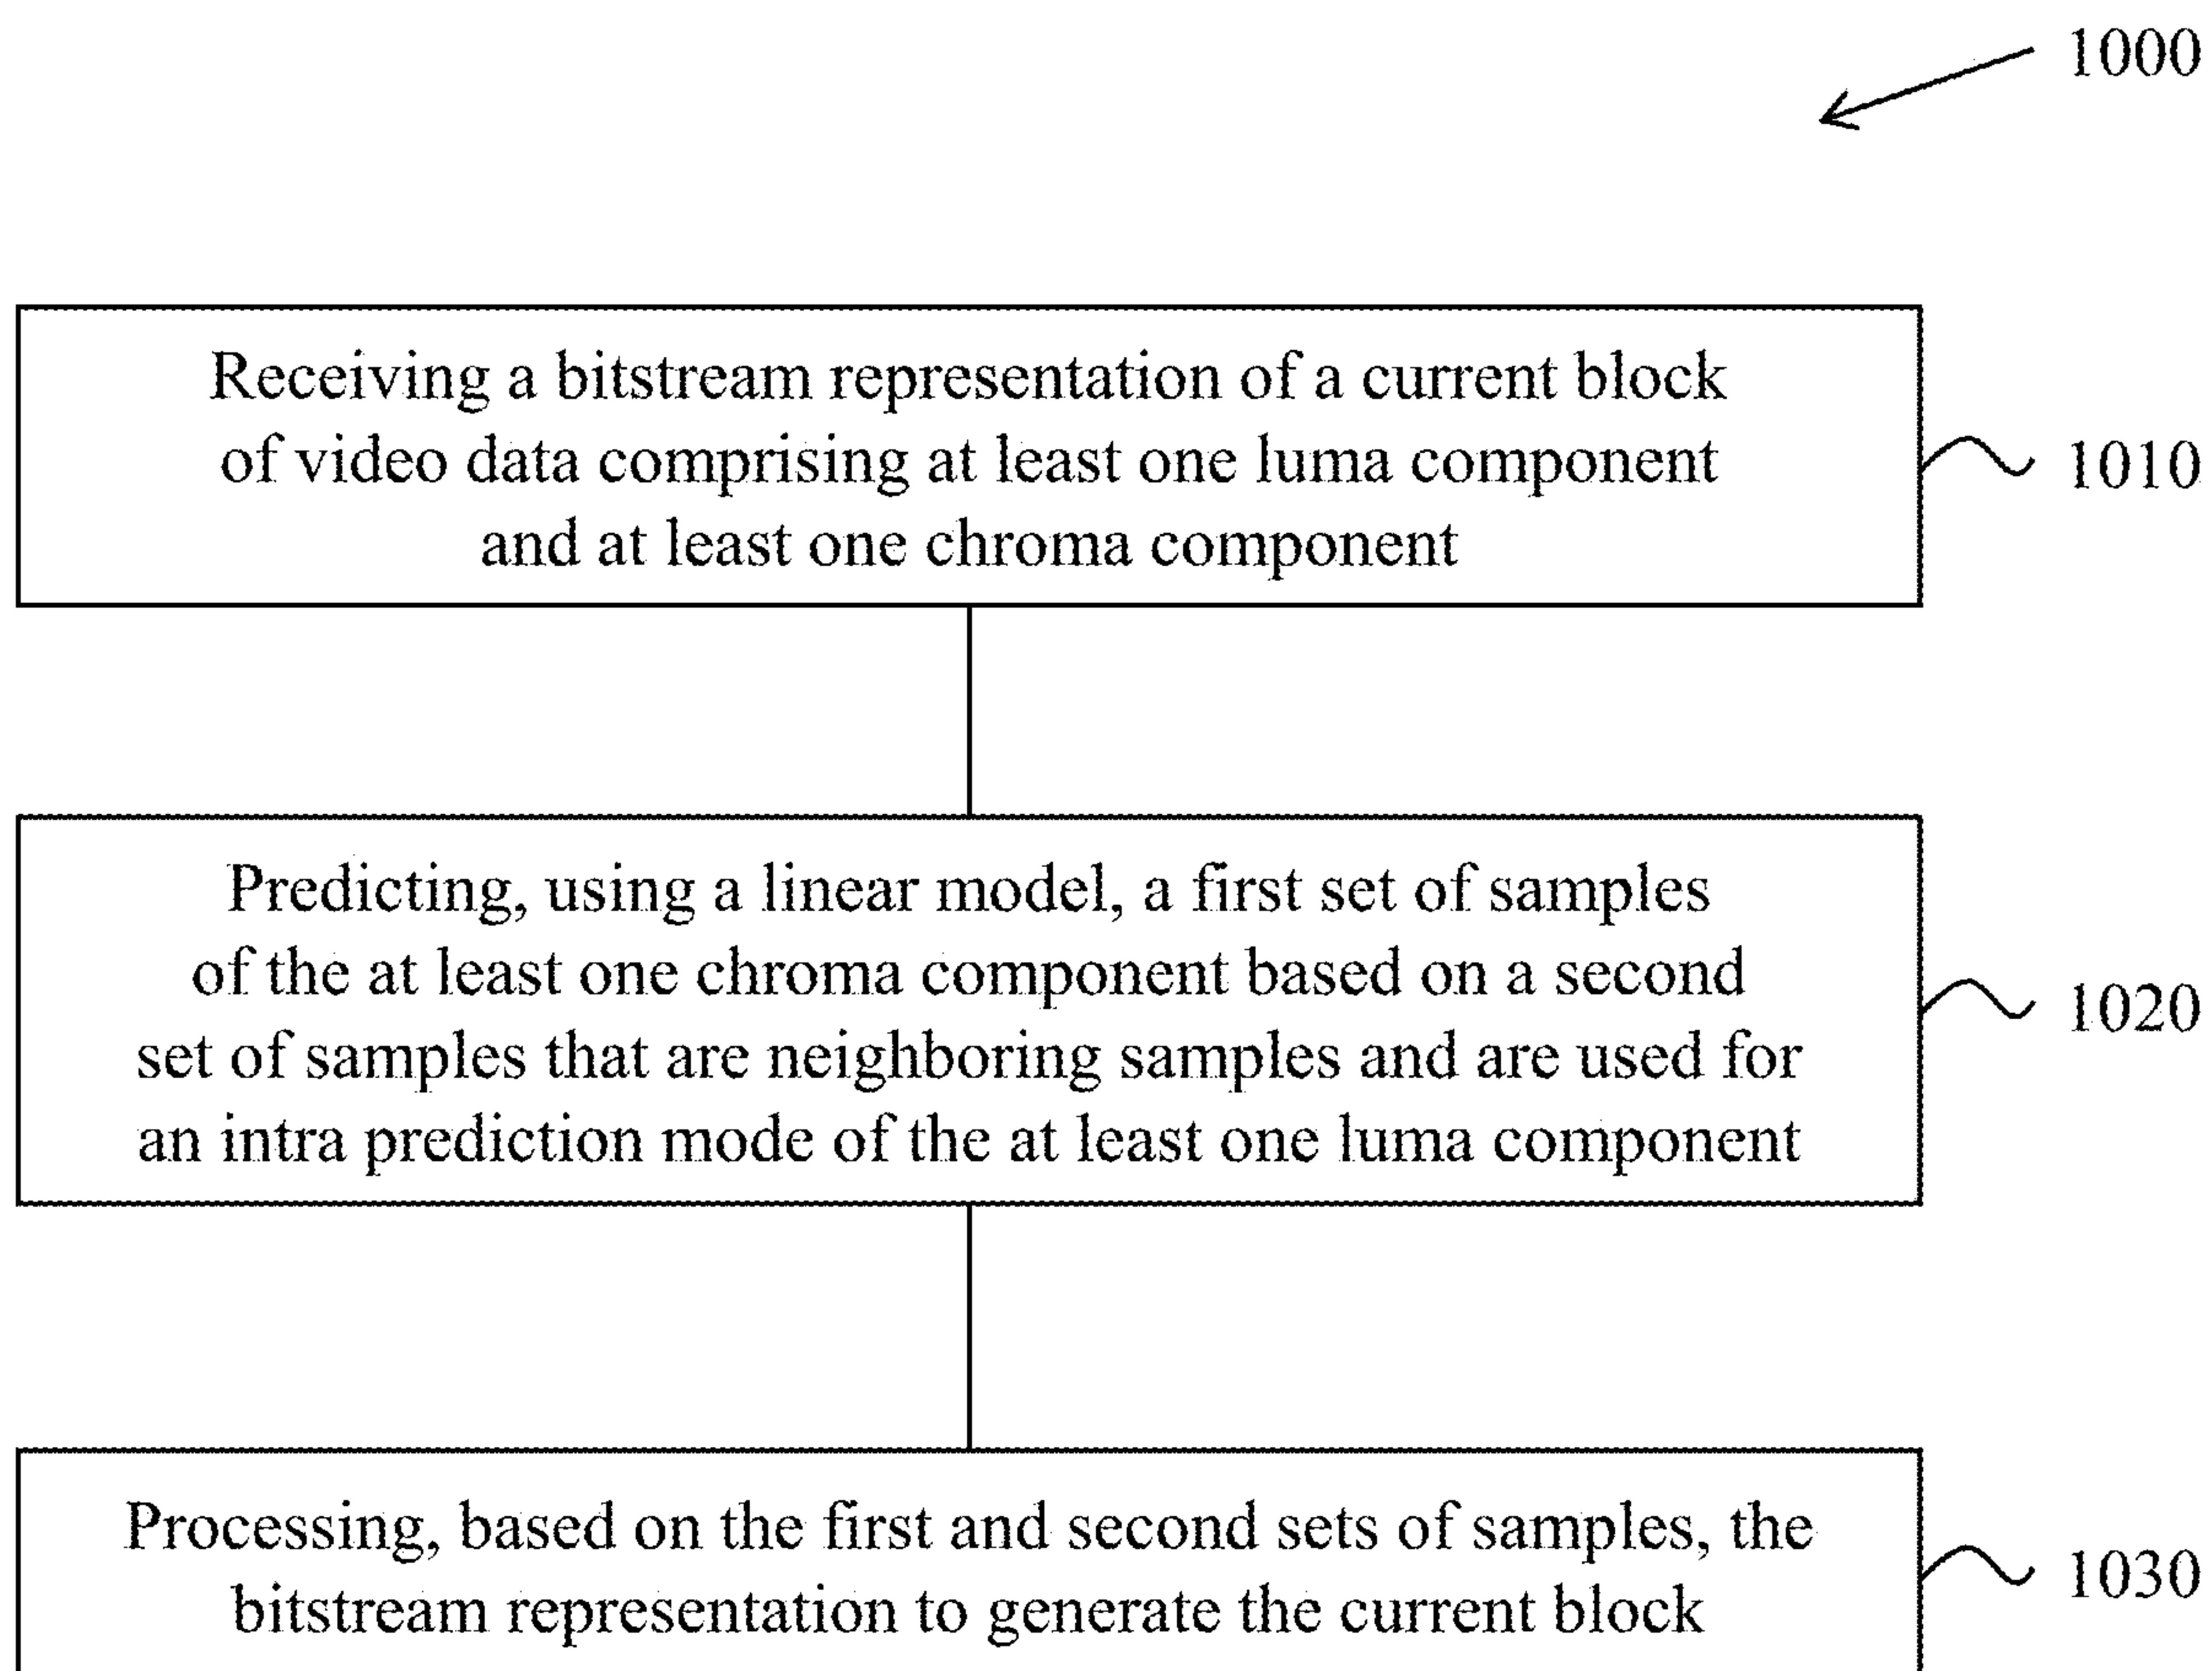 1000
Receiving a bitstream representation of a current block
of video data comprising at least one luma component
and at least one chroma component
1010
Predicting, using a linear model, a first set of samples
of the at least one chroma component based on a second
set of samples that are neighboring samples and are used for
an intra prediction mode of the at least one luma component
1020
Processing, based on the first and second sets of samples, the
bitstream representation to generate the current block
1030